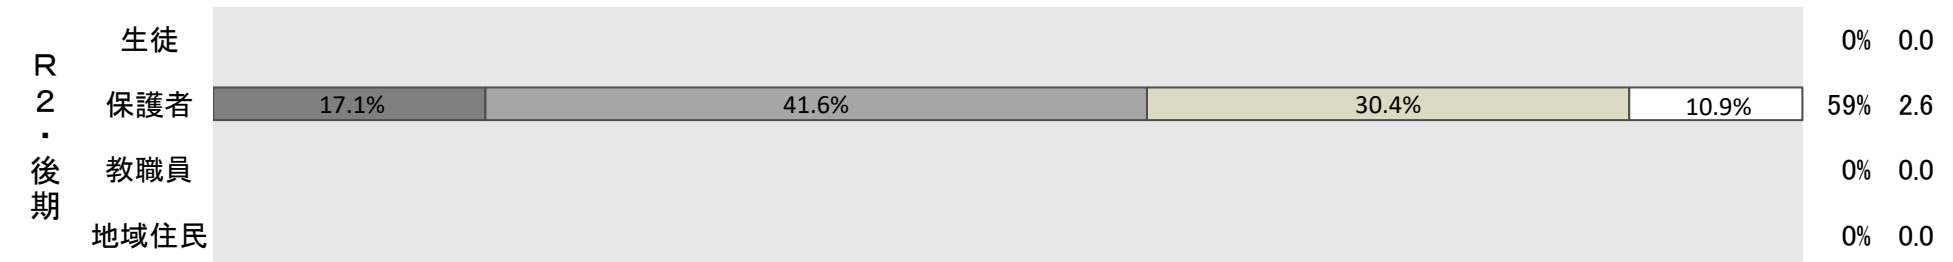 R2・後期
生徒 0% 0.0
保護者 17.1% 41.6% 30.4% 10.9% 59% 2.6
教職員 0% 0.0
地域住民 0% 0.0